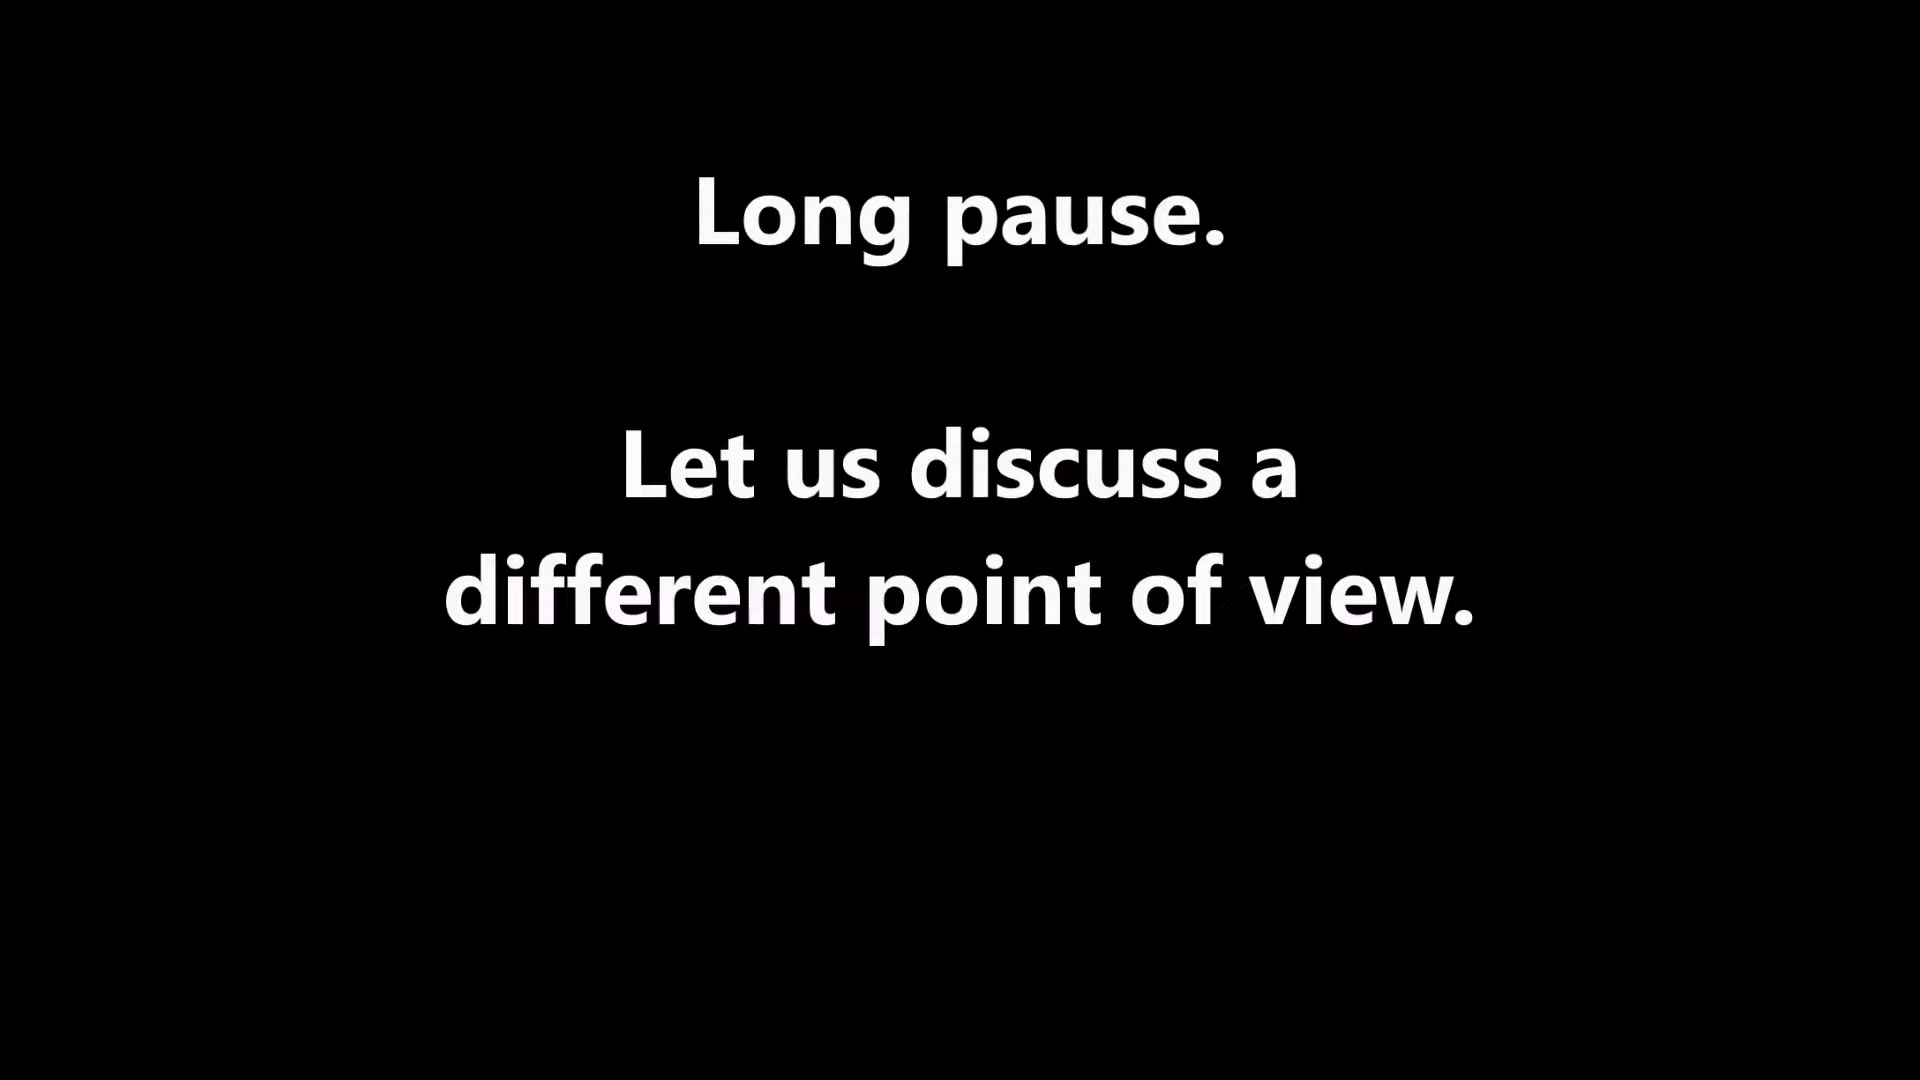 Long pause.
Let us discuss a
different point of view.